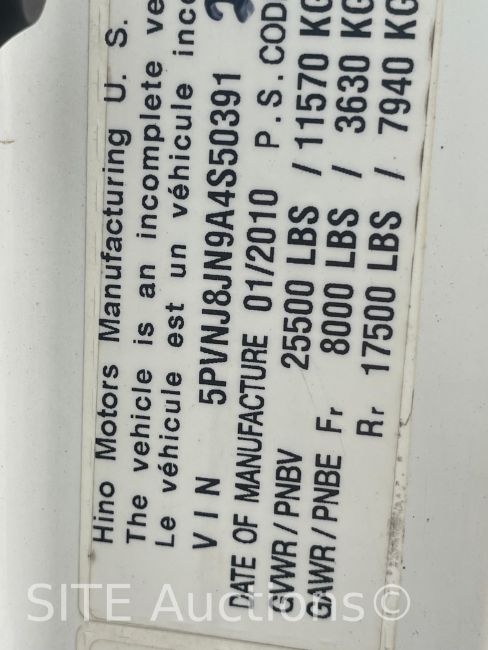 Hino Motors Manufacturing U. S.
The vehicle is an incomplete
Le véhicule est un véhicule
VIN 5PVNJ8JN9A4S50391
DATE OF MANUFACTURE 01/2010 P.S.COD
GVWR/PNBV 25500 LBS /11570 KG
GAWR/PNBE Fr 8000 LBS / 3630 KG
Rr 17500 LBS / 7940 KG
SITE Auctions©